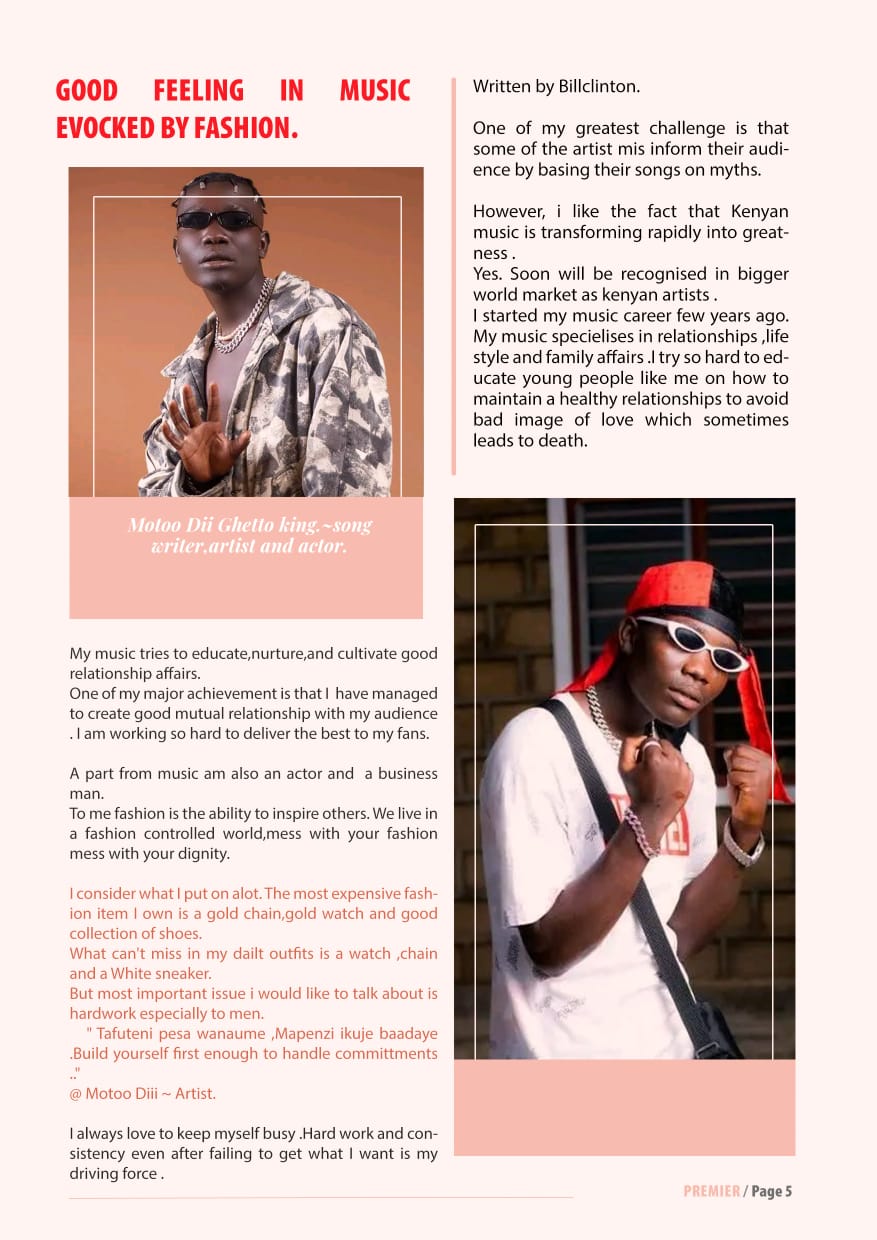 GOOD FEELING IN MUSIC
EVOCKED BY FASHION.
Motoo Dii Ghetto king.~song
writer,artist and actor.
My music tries to educate,nurture,and cultivate good
relationship affairs.
One of my major achievement is that I have managed
to create good mutual relationship with my audience
. I am working so hard to deliver the best to my fans.
A part from music am also an actor and a business
man.
To me fashion is the ability to inspire others. We live in
a fashion controlled world,mess with your fashion
mess with your dignity.
I consider what I put on alot. The most expensive fash-
ion item I own is a gold chain,gold watch and good
collection of shoes.
What can't miss in my dailt outfits is a watch ,chain
and a White sneaker.
But most important issue i would like to talk about is
hardwork especially to men.
" Tafuteni pesa wanaume ,Mapenzi ikuje baadaye
.Build yourself first enough to handle committments
.."
@ Motoo Diii ~ Artist.
I always love to keep myself busy .Hard work and con-
sistency even after failing to get what I want is my
driving force .
Written by Billclinton.
One of my greatest challenge is that
some of the artist mis inform their audi-
ence by basing their songs on myths.
However, i like the fact that Kenyan
music is transforming rapidly into great-
ness .
Yes. Soon will be recognised in bigger
world market as kenyan artists .
I started my music career few years ago.
My music specielises in relationships ,life
style and family affairs .I try so hard to ed-
ucate young people like me on how to
maintain a healthy relationships to avoid
bad image of love which sometimes
leads to death.
PREMIER / Page 5